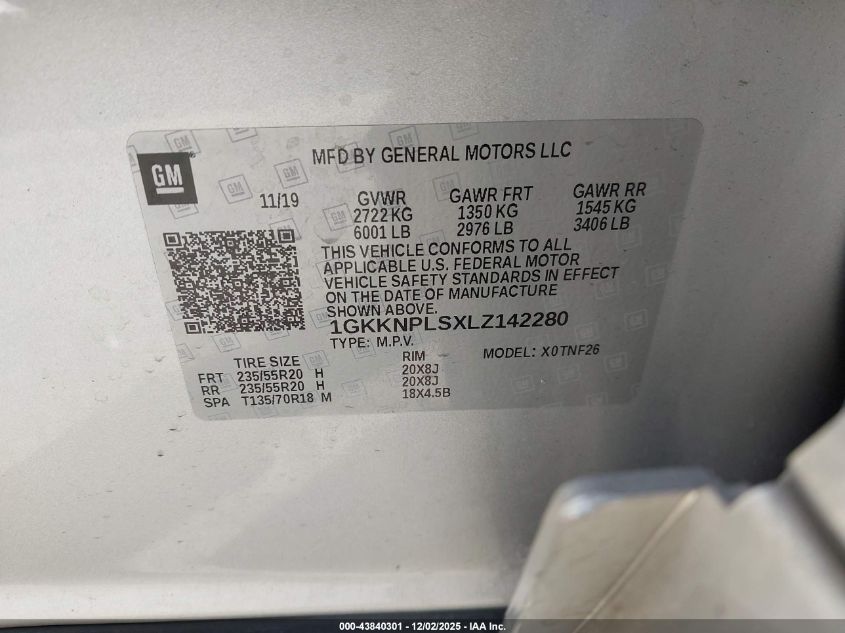 GM
MFD BY GENERAL MOTORS LLC
11/19
GVWR
2722 KG
6001 LB
GAWR FRT
1350 KG
2976 LB
GAWR RR
1545 KG
3406 LB
THIS VEHICLE CONFORMS TO ALL
APPLICABLE U.S. FEDERAL MOTOR
VEHICLE SAFETY STANDARDS IN EFFECT
ON THE DATE OF MANUFACTURE
SHOWN ABOVE.
1GKKNPLSXLZ142280
TYPE: M.P.V.
MODEL: X0TNF26
TIRE SIZE
RIM
FRT 235/55R20 H 20X8J
RR 235/55R20 H 20X8J
SPA T135/70R18 M 18X4.5B
000-43840301 - 12/02/2025 - IAA Inc.